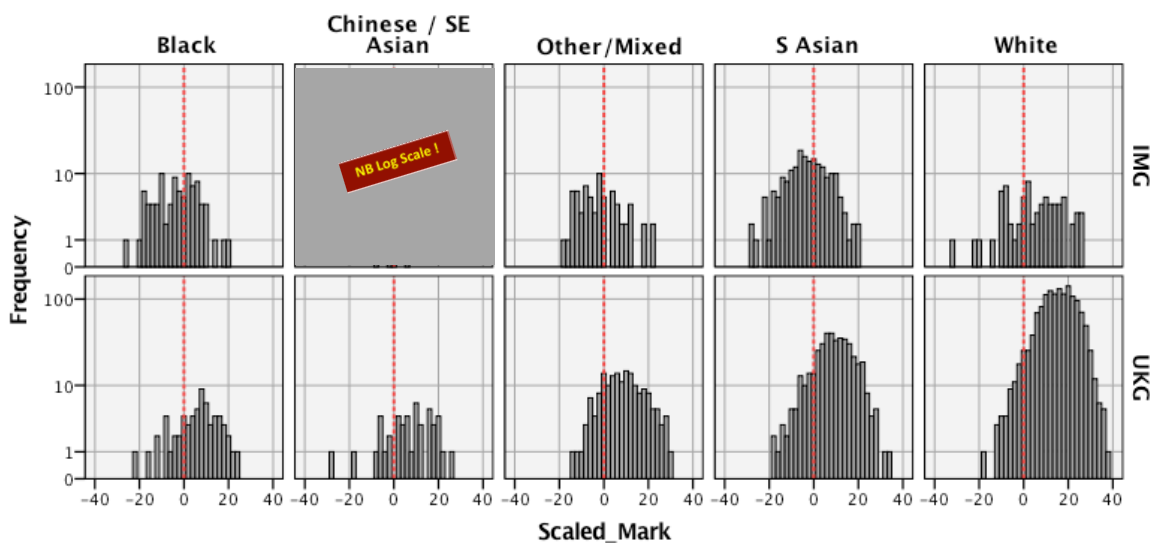 Black
Chinese / SE
Asian
Other/Mixed
S Asian
White
Frequency
100
10
1
0
NB Log Scale !
IMG
100
10
1
0
UKG
-40 -20 0 20 40
-40 -20 0 20 40
-40 -20 0 20 40
-40 -20 0 20 40
-40 -20 0 20 40
Scaled_Mark